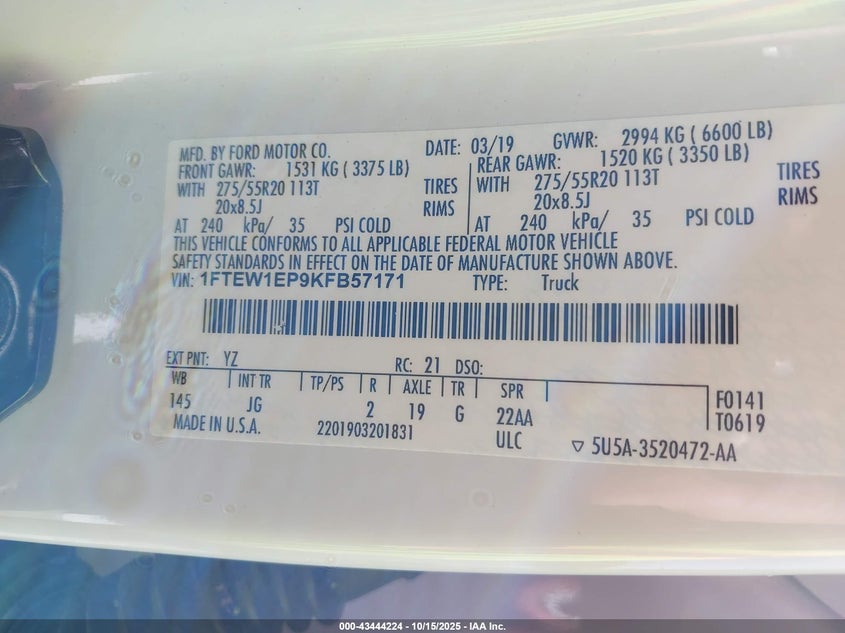 MFD. BY FORD MOTOR CO. DATE: 03/19 GVWR: 2994 KG ( 6600 LB)
FRONT GAWR: 1531 KG ( 3375 LB) REAR GAWR: 1520 KG ( 3350 LB)
WITH 275/55R20 113T TIRES WITH 275/55R20 113T TIRES
20x8.5J RIMS 20x8.5J RIMS
AT 240 kPa/ 35 PSI COLD AT 240 kPa/ 35 PSI COLD
THIS VEHICLE CONFORMS TO ALL APPLICABLE FEDERAL MOTOR VEHICLE
SAFETY STANDARDS IN EFFECT ON THE DATE OF MANUFACTURE SHOWN ABOVE.
VIN: 1FTEW1EP9KFB57171 TYPE: Truck
EXT PNT: YZ RC: 21 DSO:
WB INT TR TP/PS R AXLE TR SPR
145 JG 2 19 G 22AA F0141
MADE IN U.S.A. 2201903201831 ULC T0619
▽ 5U5A-3520472-AA
000-43444224 - 10/15/2025 - IAA Inc.